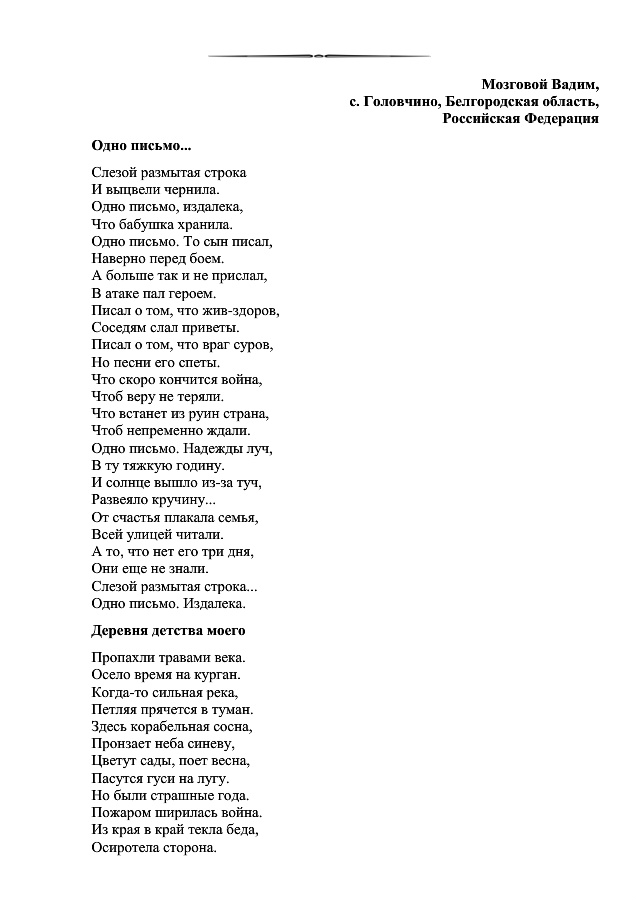 Мозговой Вадим,
с. Головчино, Белгородская область,
Российская Федерация
Одно письмо...
Слезой размытая строка
И выцвели чернила.
Одно письмо, издалека,
Что бабушка хранила.
Одно письмо. То сын писал,
Наверно перед боем.
А больше так и не прислал,
В атаке пал героем.
Писал о том, что жив-здоров,
Соседям слал приветы.
Писал о том, что враг суров,
Но песни его спеты.
Что скоро кончится война,
Чтоб веру не теряли.
Что встанет из руин страна,
Чтоб непременно ждали.
Одно письмо. Надежды луч,
В ту тяжкую годину.
И солнце вышло из-за туч,
Развеяло кручину...
От счастья плакала семья,
Всей улицей читали.
А то, что нет его три дня,
Они еще не знали.
Слезой размытая строка...
Одно письмо. Издалека.
Деревня детства моего
Пропахли травами века.
Осело время на курган.
Когда-то сильная река,
Петляя прячется в туман.
Здесь корабельная сосна,
Пронзает неба синеву,
Цветут сады, поет весна,
Пасутся гуси на лугу.
Но были страшные года.
Пожаром ширилась война.
Из края в край текла беда,
Осиротела сторона.